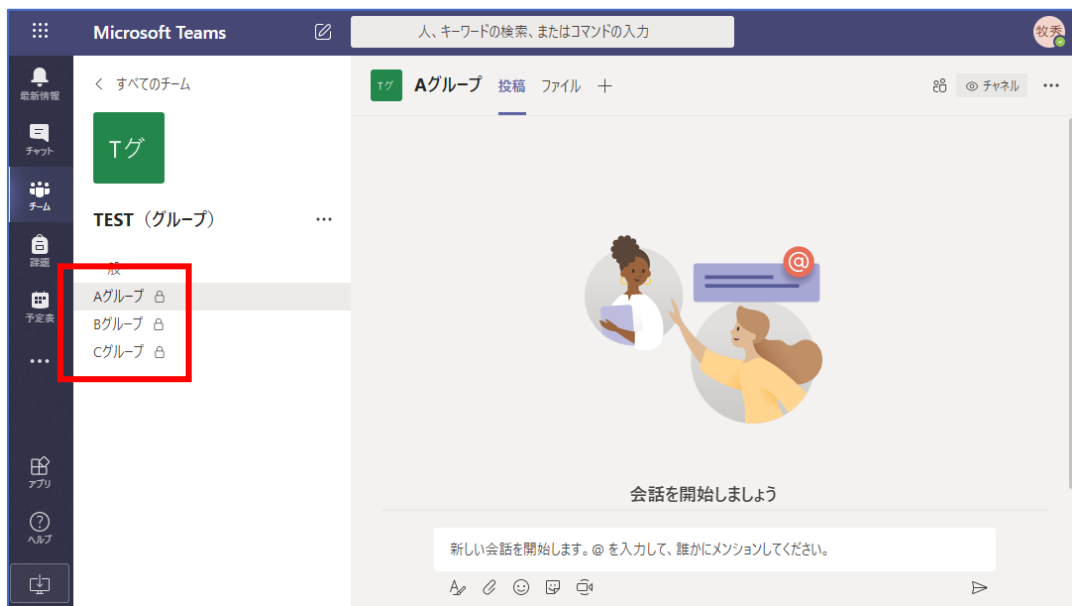 Microsoft Teams
人、キーワードの検索、またはコマンドの入力
牧秀
最新情報
チャット
チーム
課題
予定表
アプリ
ヘルプ
すべてのチーム
Tグ
TEST（グループ）
一般
Aグループ
Bグループ
Cグループ
Tグ
Aグループ
投稿
ファイル
チャネル
@
会話を開始しましょう
新しい会話を開始します。@ を入力して、誰かにメンションしてください。